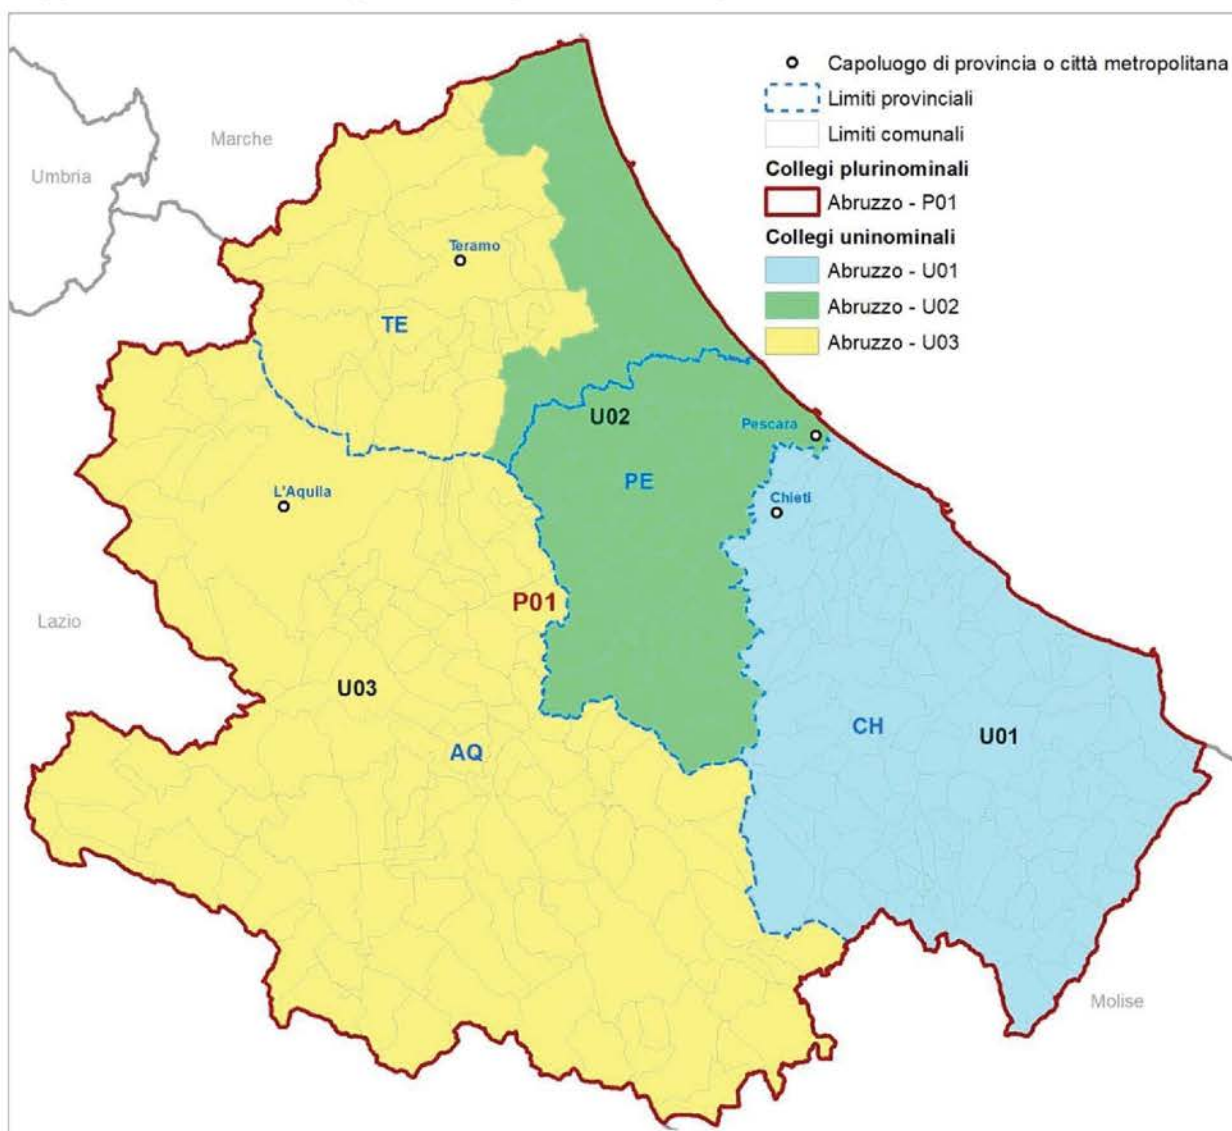 Capoluogo di provincia o città metropolitana
Limiti provinciali
Limiti comunali
Collegi plurinominali
Abruzzo - P01
Collegi uninominali
Abruzzo - U01
Abruzzo - U02
Abruzzo - U03
Marche
Umbria
Teramo
TE
U02
Pescara
PE
L'Aquila
Chieti
P01
Lazio
U03
CH
U01
AQ
Molise